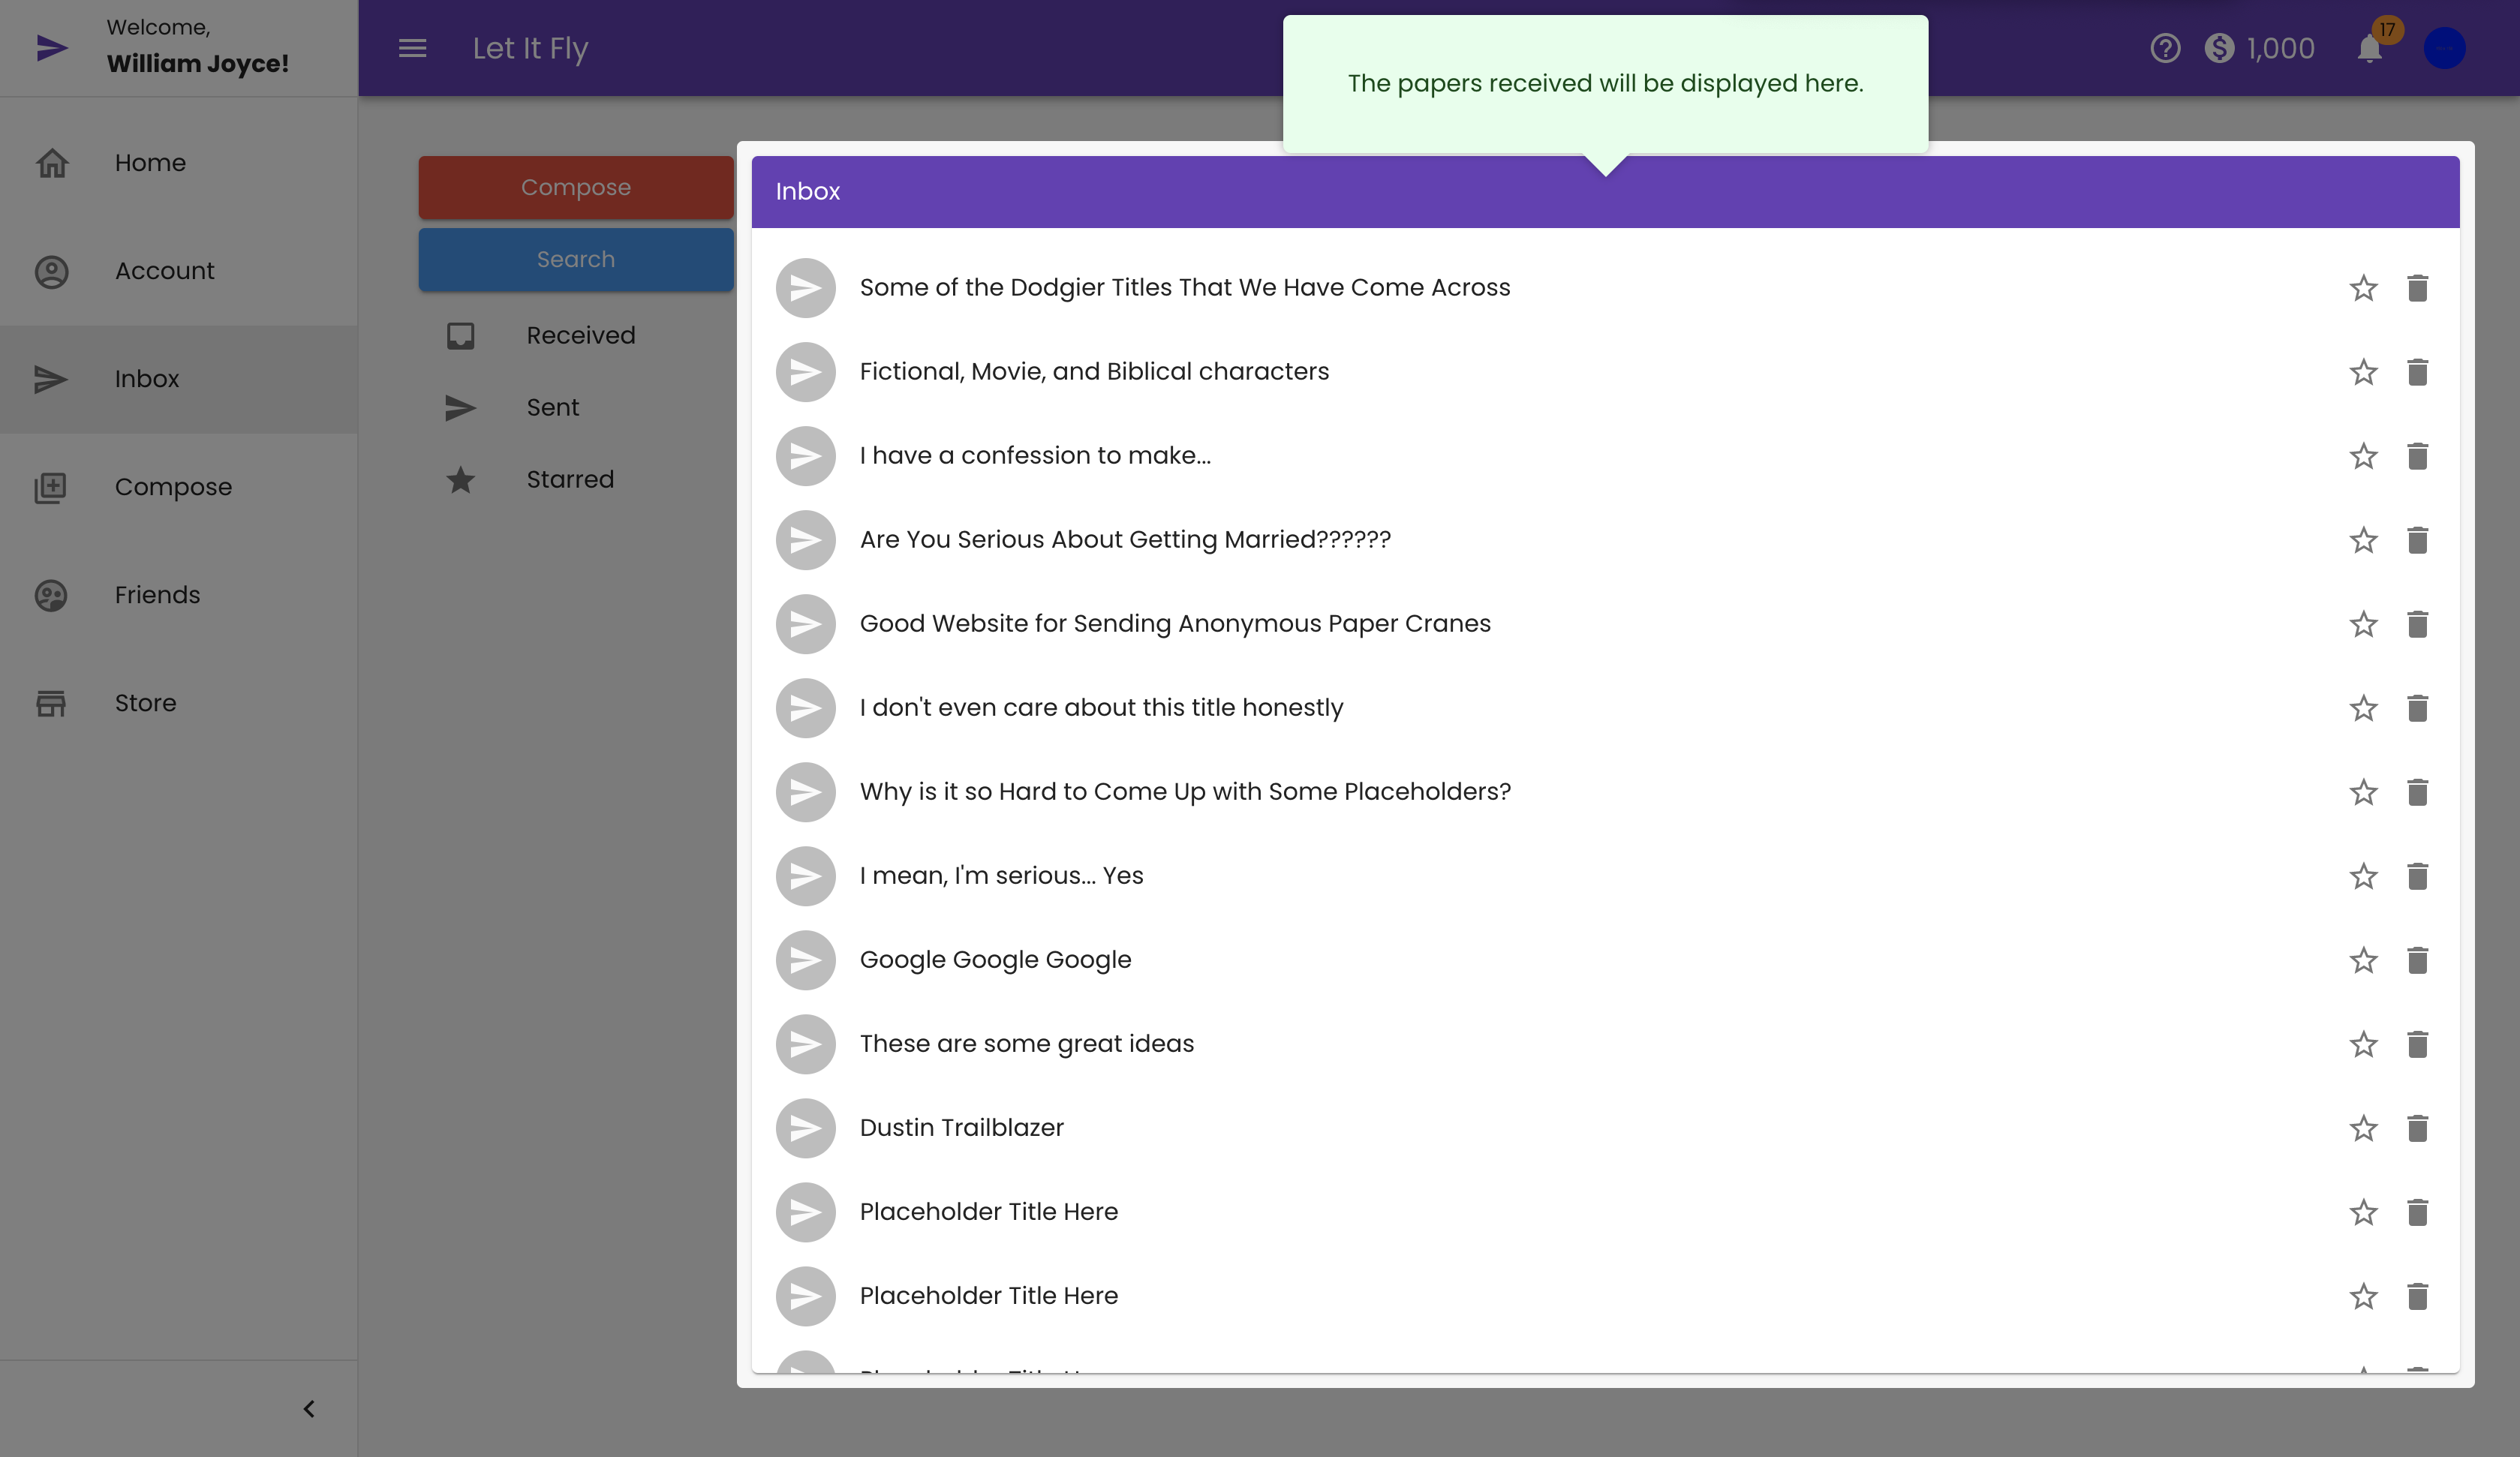 Welcome,
William Joyce!
Let It Fly
1,000
17
The papers received will be displayed here.
Home
Account
Inbox
Compose
Friends
Store
Compose
Search
Received
Sent
Starred
Inbox
Some of the Dodgier Titles That We Have Come Across
Fictional, Movie, and Biblical characters
I have a confession to make...
Are You Serious About Getting Married??????
Good Website for Sending Anonymous Paper Cranes
I don't even care about this title honestly
Why is it so Hard to Come Up with Some Placeholders?
I mean, I'm serious... Yes
Google Google Google
These are some great ideas
Dustin Trailblazer
Placeholder Title Here
Placeholder Title Here